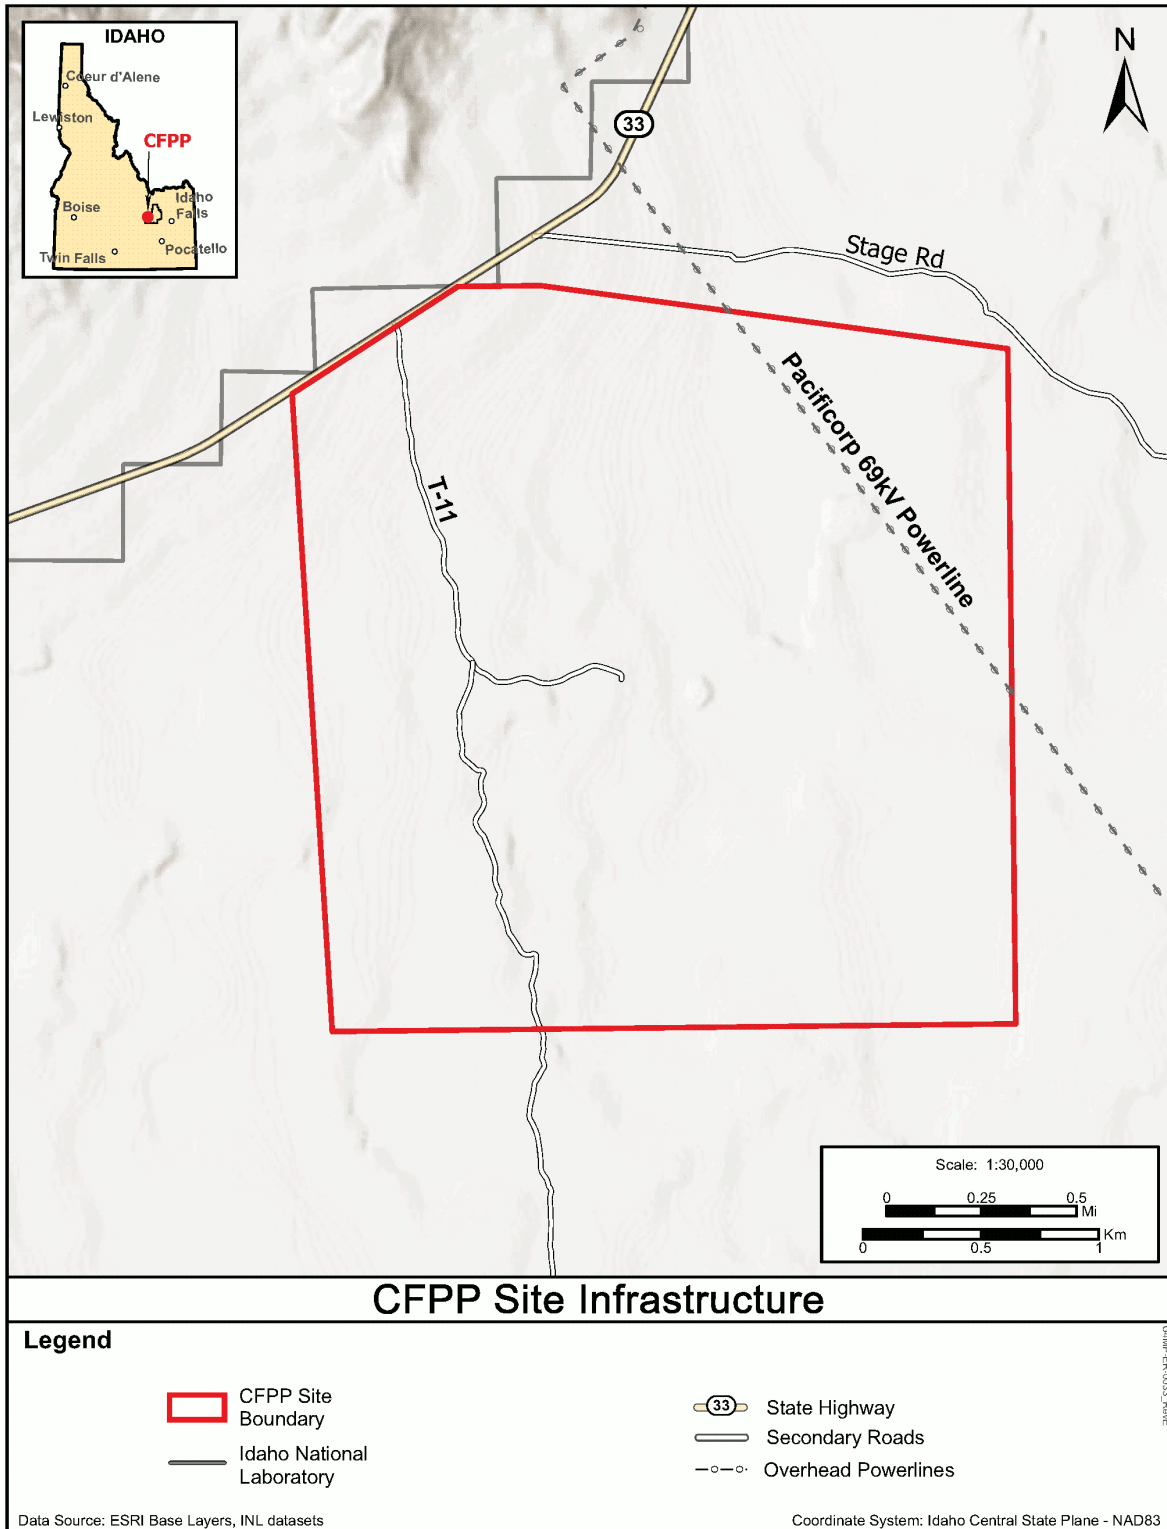 IDAHO
Coeur d'Alene
Lewiston
CFPP
Boise
Idaho
Falls
Twin Falls
Pocatello
N
33
Stage Rd
Pacificorp 69kV Powerline
T-11
Scale: 1:30,000
0 0.25 0.5
Mi
Km
0 0.5 1
CFPP Site Infrastructure
Legend
CFPP Site
Boundary
Idaho National
Laboratory
33 State Highway
Secondary Roads
Overhead Powerlines
Data Source: ESRI Base Layers, INL datasets
Coordinate System: Idaho Central State Plane - NAD83